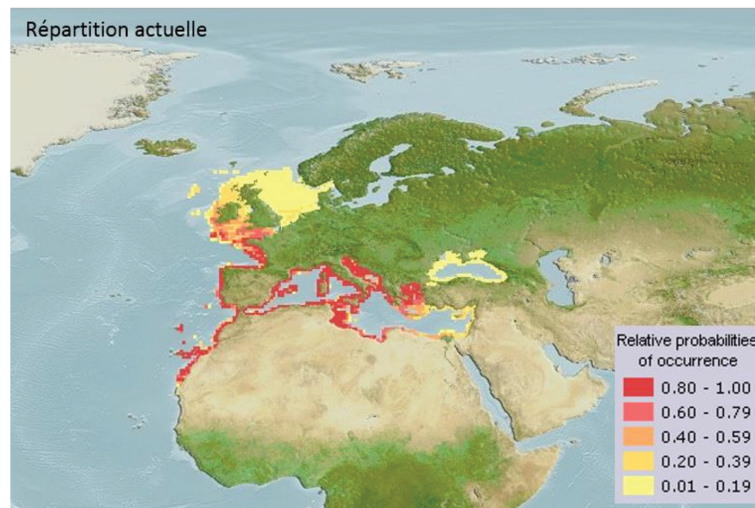 Répartition actuelle
Relative probabilities
of occurrence
0.80 - 1.00
0.60 - 0.79
0.40 - 0.59
0.20 - 0.39
0.01 - 0.19